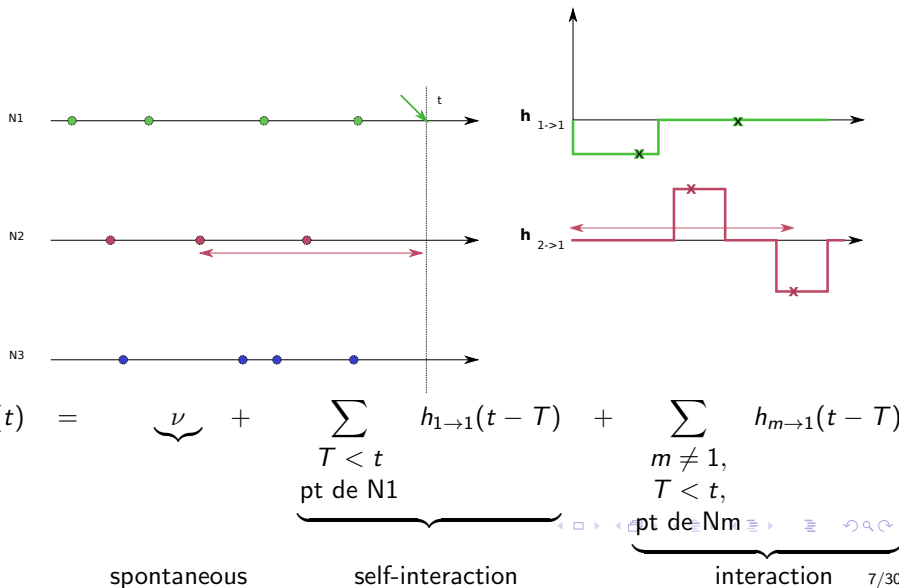 t
N1
h 1->1
x
x
x
N2
h 2->1
x
N3
(t) = ν + ∑ h1→1(t − T) + ∑ hm→1(t − T)
T < t
pt de N1
m ≠ 1,
T < t,
pt de Nm
spontaneous self-interaction interaction
7/30